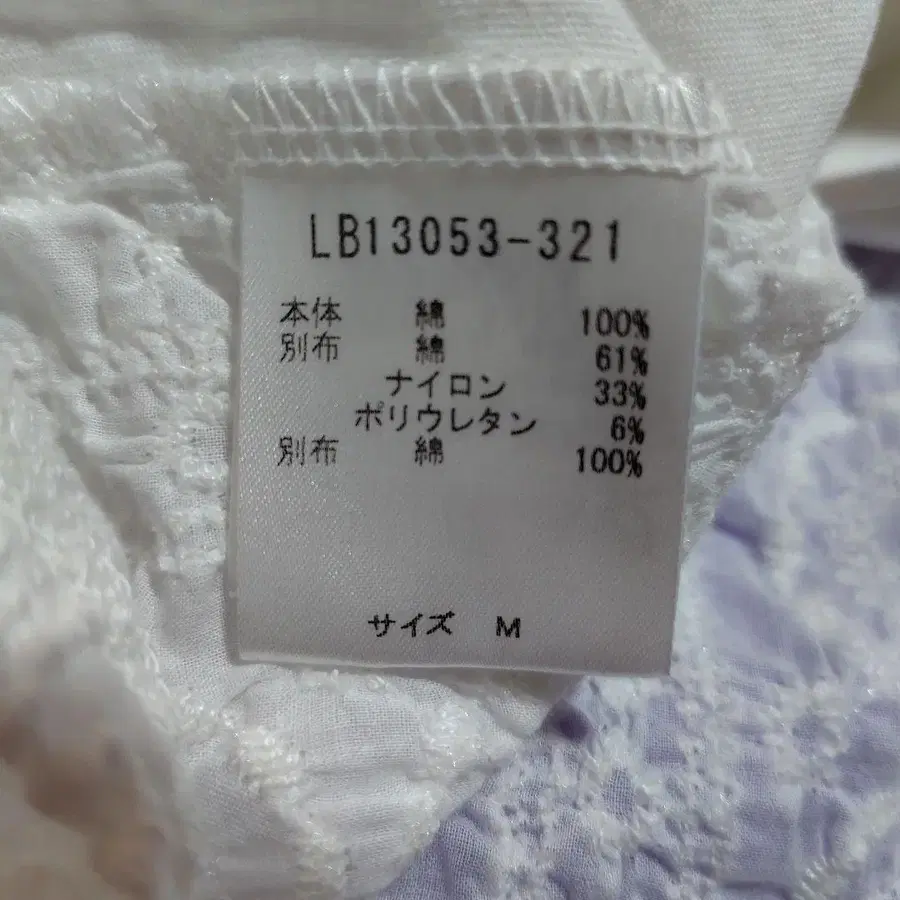 LB13053-321
本体 綿 100%
別布 綿 61%
ナイロン 33%
ポリウレタン 6%
別布 綿 100%
サイズ M